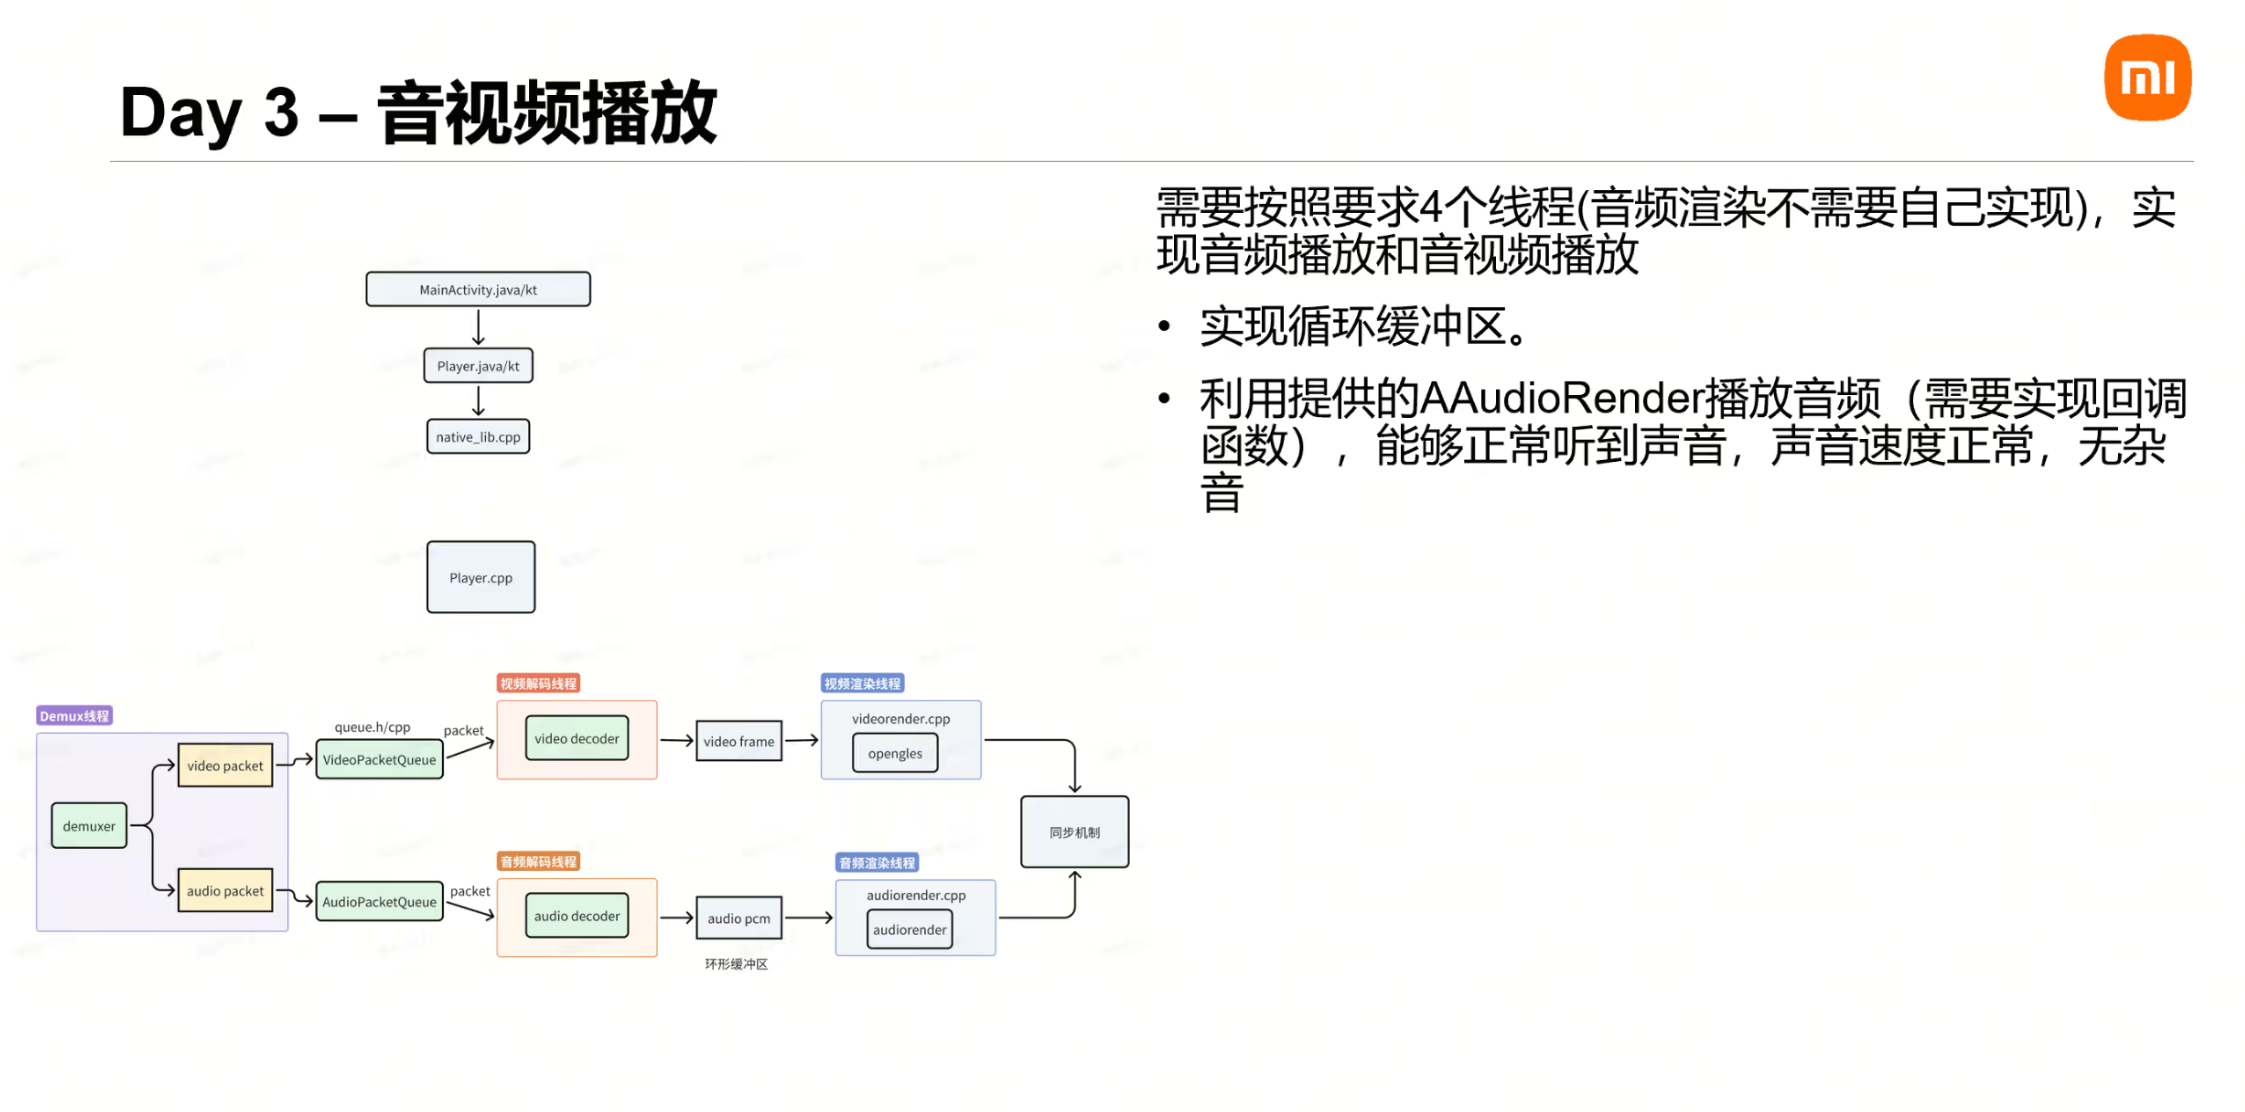 Day 3 – 音视频播放
mi
需要按照要求4个线程(音频渲染不需要自己实现)，实
现音频播放和音视频播放
• 实现循环缓冲区。
• 利用提供的AAudioRender播放音频（需要实现回调
函数），能够正常听到声音，声音速度正常，无杂
音
MainActivity.java/kt
Player.java/kt
native_lib.cpp
Player.cpp
Demux线程
demuxer
video packet
audio packet
queue.h/cpp
VideoPacketQueue
AudioPacketQueue
packet
packet
视频解码线程
video decoder
音频解码线程
audio decoder
video frame
audio pcm
环形缓冲区
视频渲染线程
videorender.cpp
opengles
音频渲染线程
audiorender.cpp
audiorender
同步机制